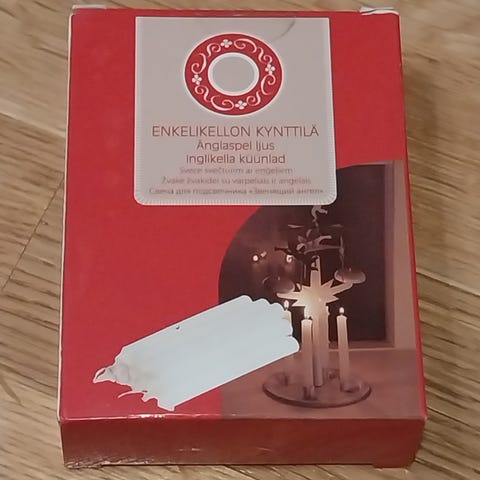 ENKELIKELLON KYNTTILÄ
Änglaspel ljus
Inglikella küünlad
Svece svečturim ar eņģeļiem
Žvakė žvakidei su varpeliais ir angelais
Свеча для подсвечника «Звенящий ангел»